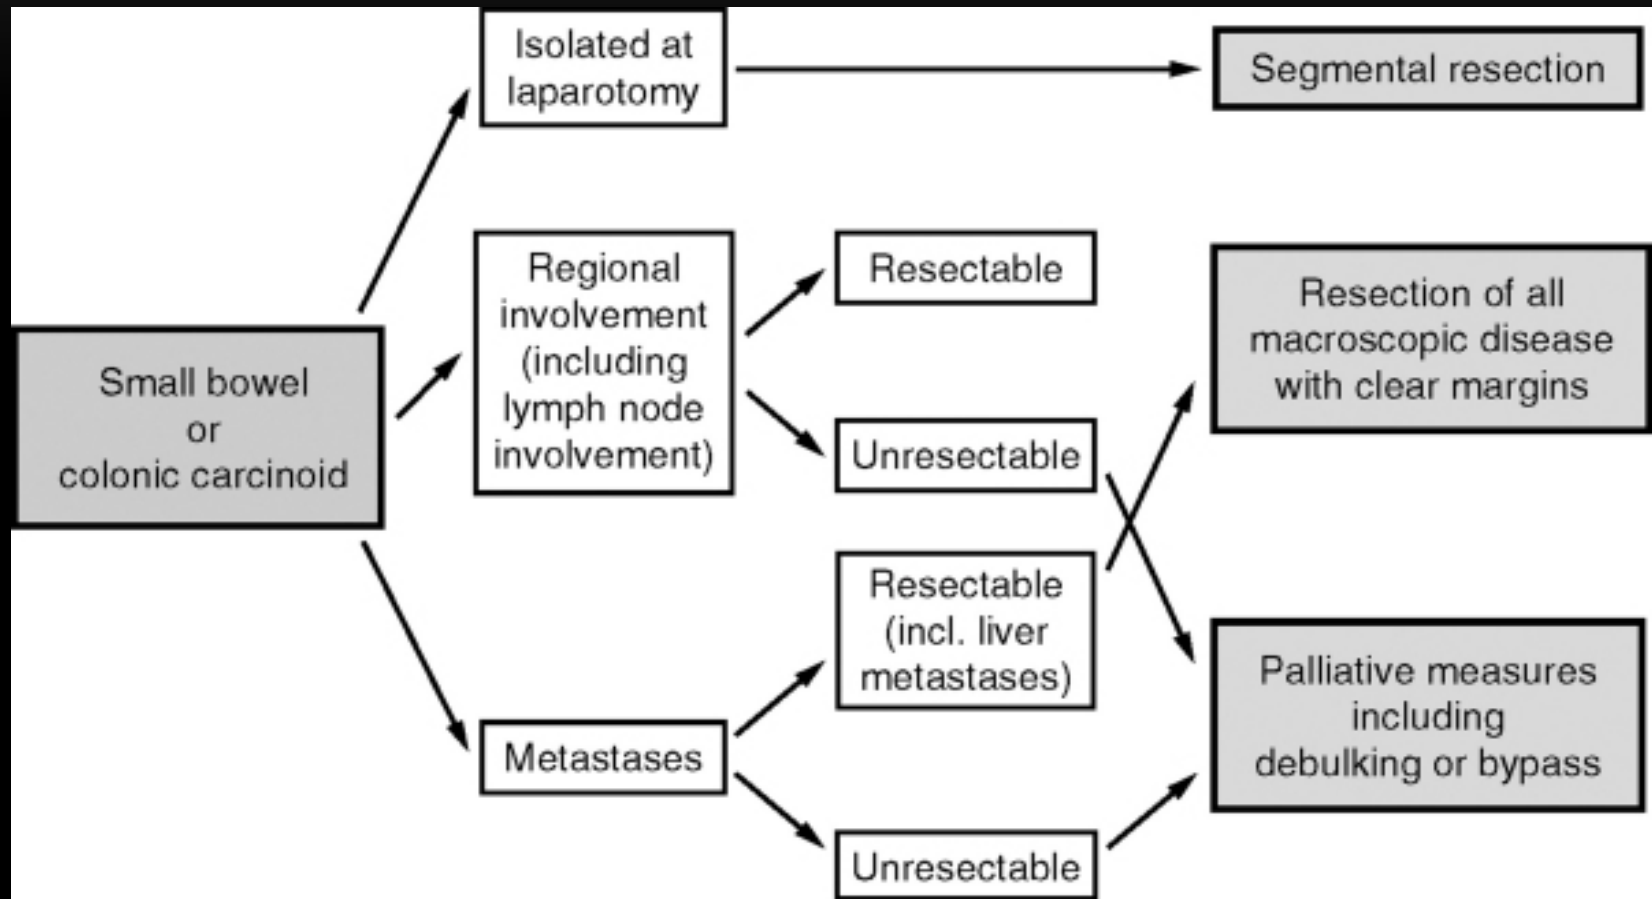 Isolated at
laparotomy
Segmental resection
Regional
involvement
(including
lymph node
involvement)
Resectable
Resection of all
macroscopic disease
with clear margins
Small bowel
or
colonic carcinoid
Unresectable
Resectable
(incl. liver
metastases)
Palliative measures
including
debulking or bypass
Metastases
Unresectable